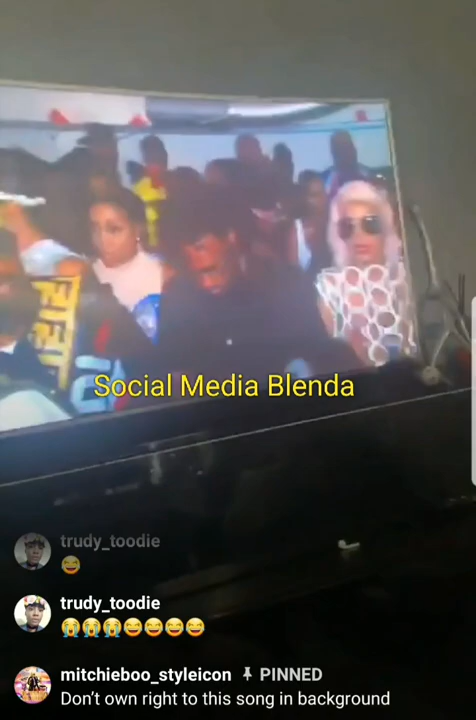 Social Media Blenda
trudy_toodie
😂
trudy_toodie
😭😭😭😂😂😂😂
mitchieboo_styleicon PINNED
Don't own right to this song in background